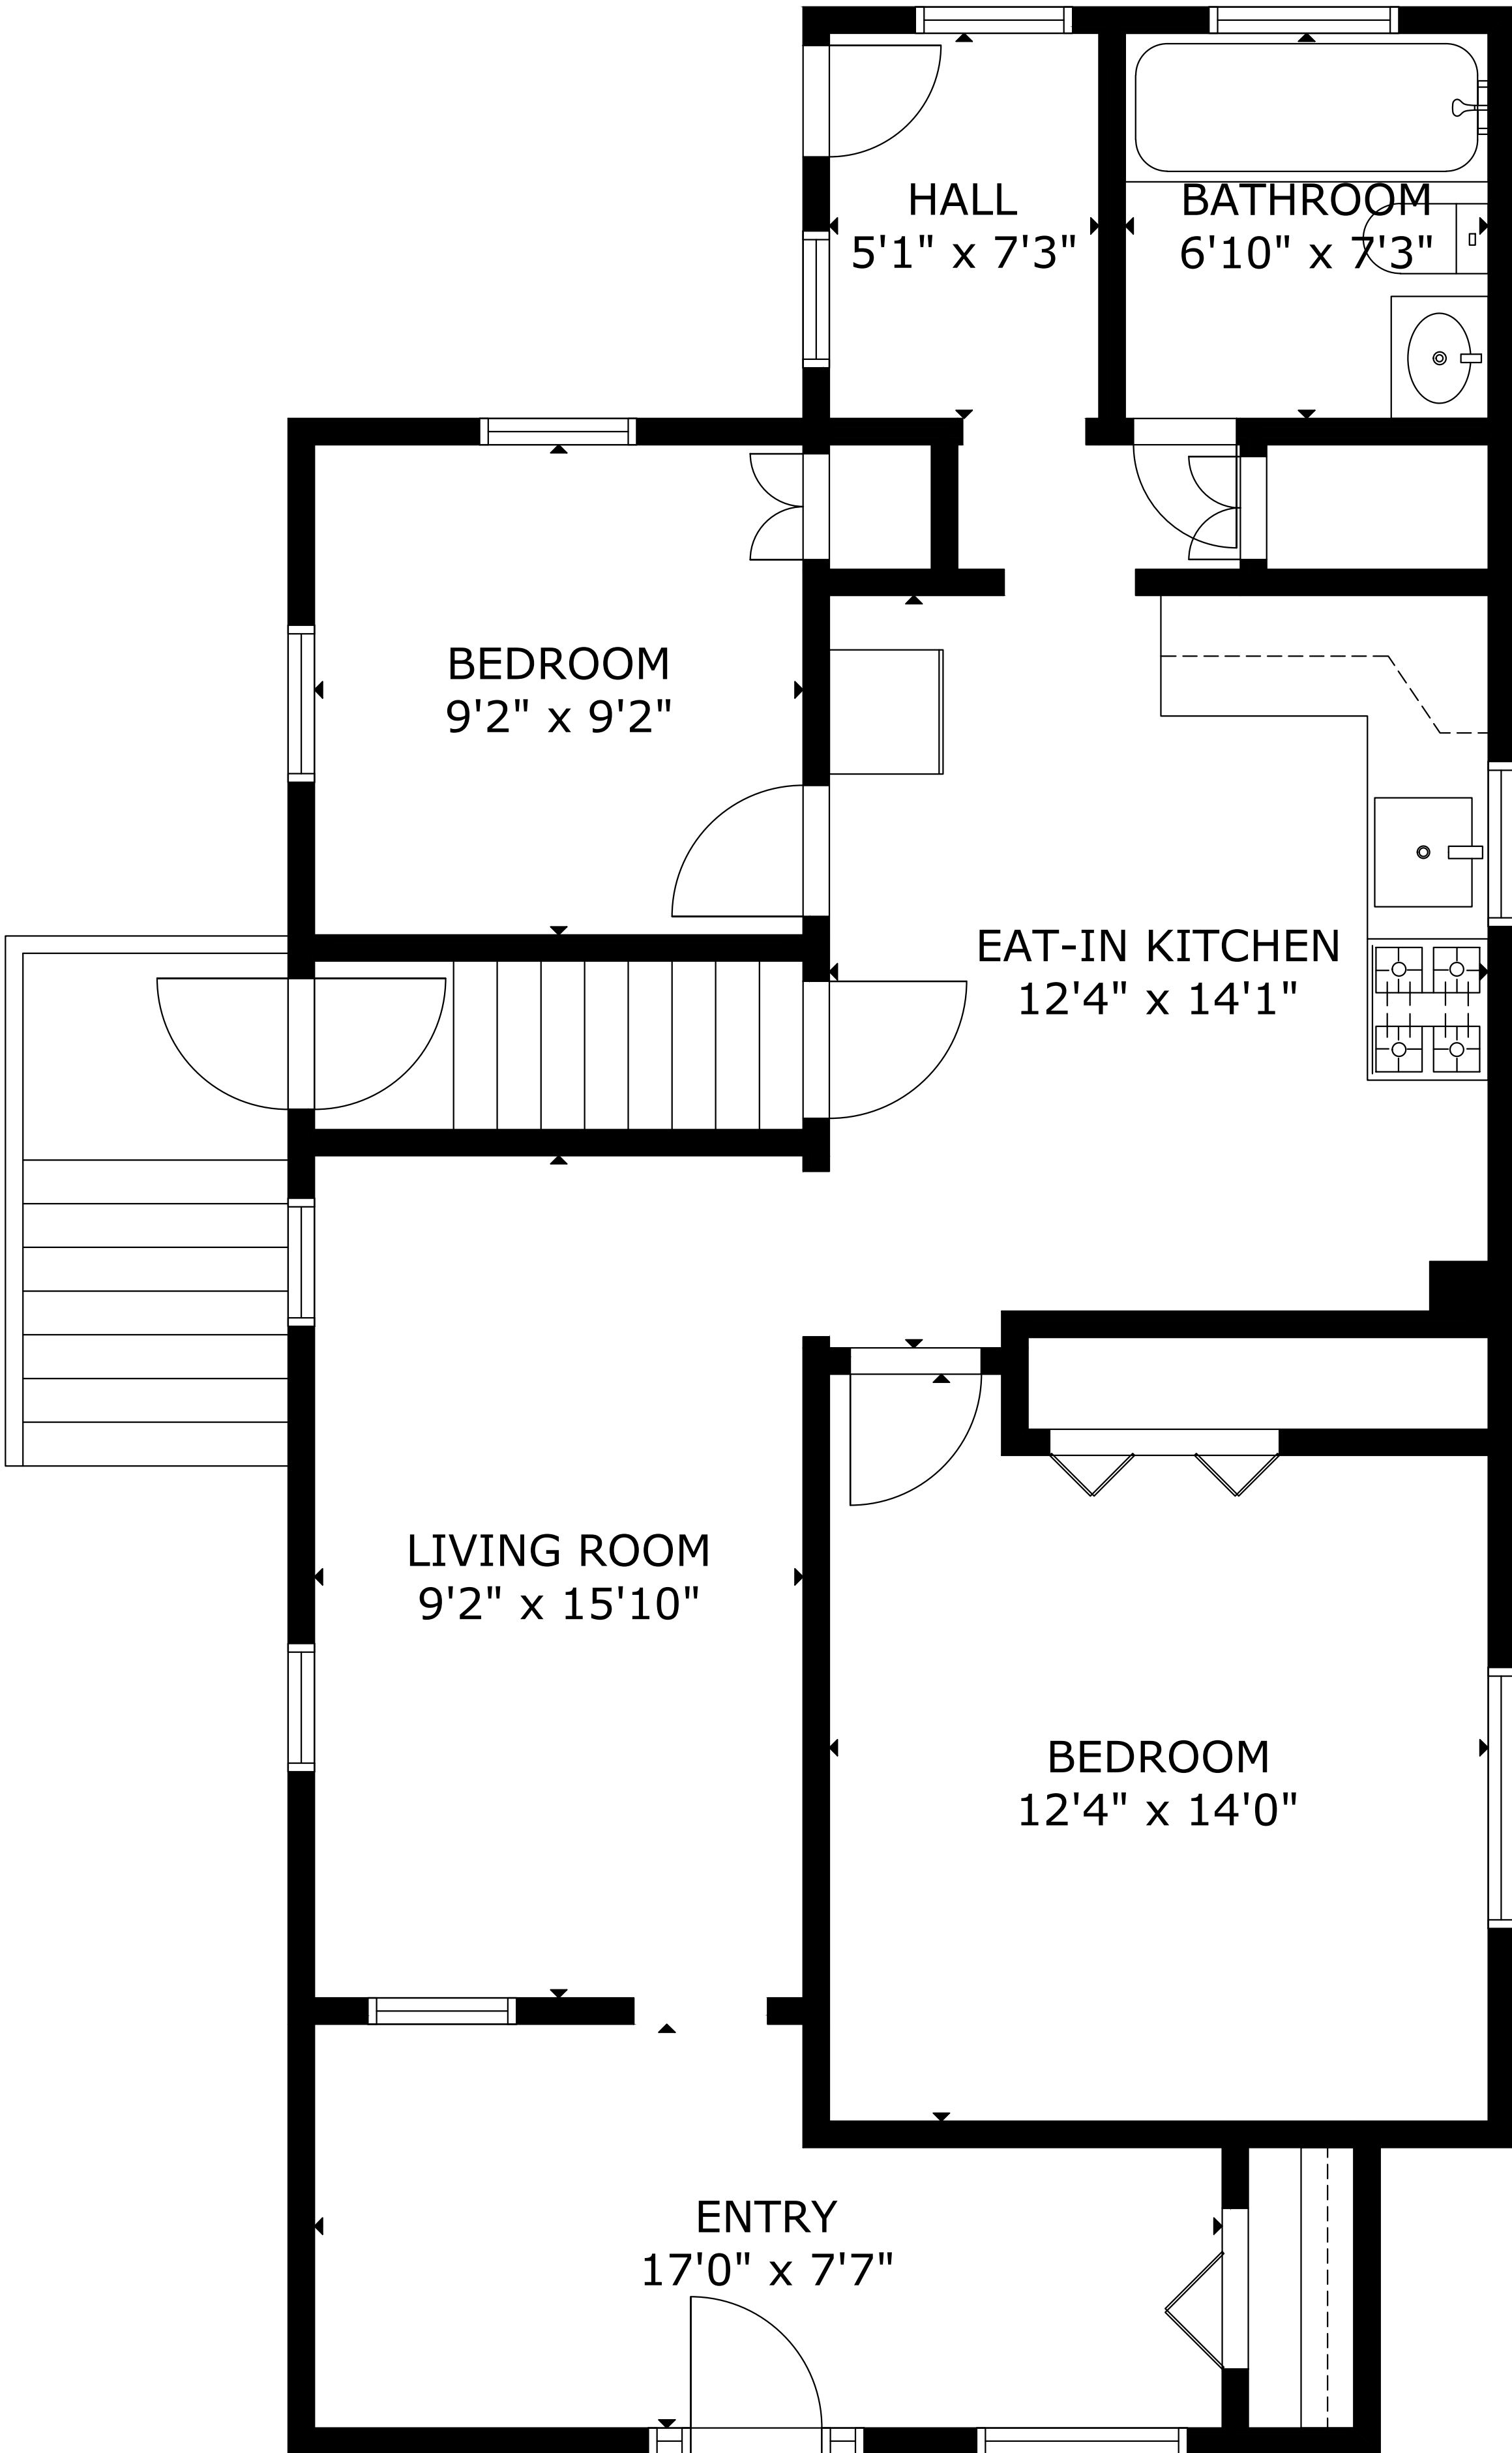 HALL
5'1" x 7'3"
BATHROOM
6'10" x 7'3"
BEDROOM
9'2" x 9'2"
EAT-IN KITCHEN
12'4" x 14'1"
LIVING ROOM
9'2" x 15'10"
BEDROOM
12'4" x 14'0"
ENTRY
17'0" x 7'7"